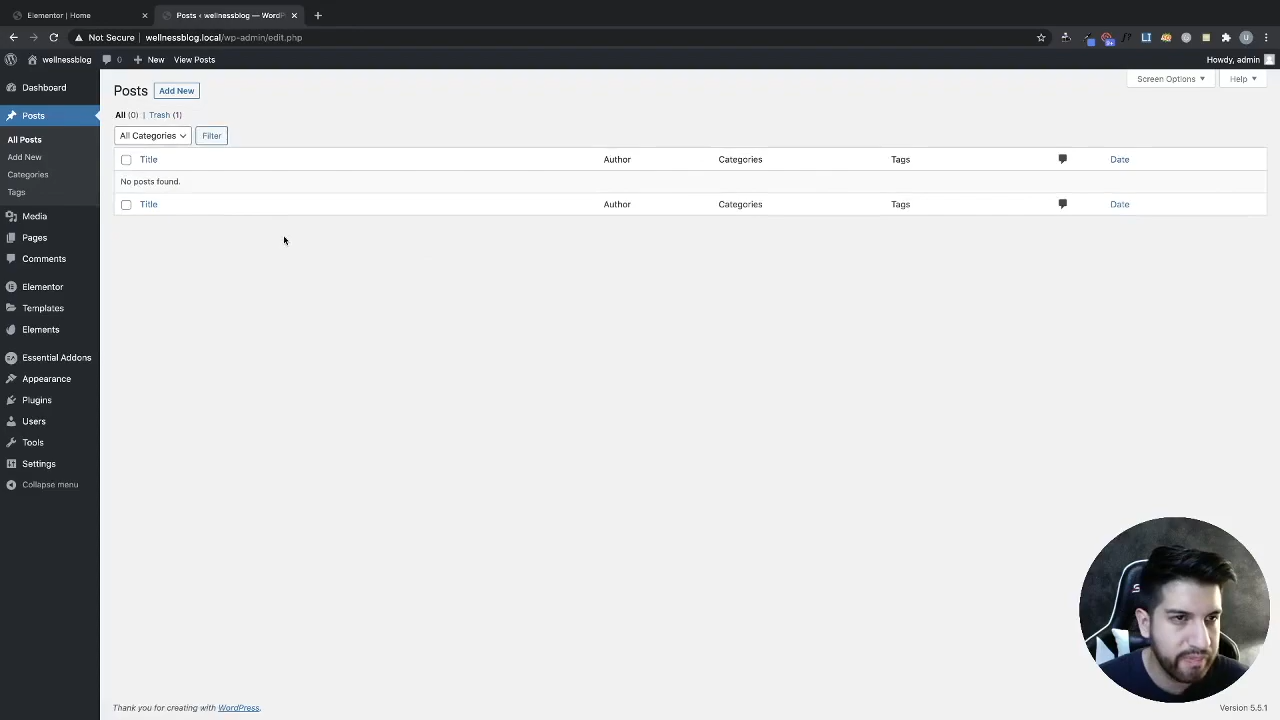 Elementor | Home
Posts ‹ wellnessblog — WordP
Not Secure | wellnessblog.local/wp-admin/edit.php
wellnessblog 0 New View Posts Howdy, admin
Dashboard
Posts
All Posts
Add New
Categories
Tags
Media
Pages
Comments
Elementor
Templates
Elements
EA Essential Addons
Appearance
Plugins
Users
Tools
Settings
Collapse menu
Screen Options Help
Posts Add New
All (0) | Trash (1)
All Categories Filter
Title Author Categories Tags Date
No posts found.
Title Author Categories Tags Date
Thank you for creating with WordPress.
Version 5.5.1